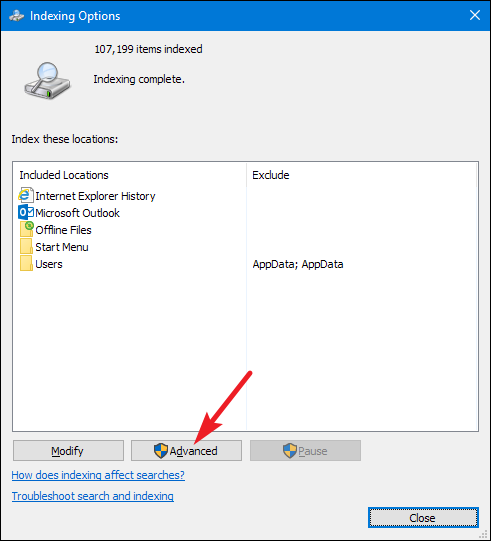 Indexing Options
107,199 items indexed
Indexing complete.
Index these locations:
Included Locations Exclude
Internet Explorer History
Microsoft Outlook
Offline Files
Start Menu
Users AppData; AppData
Modify Advanced Pause
How does indexing affect searches?
Troubleshoot search and indexing
Close